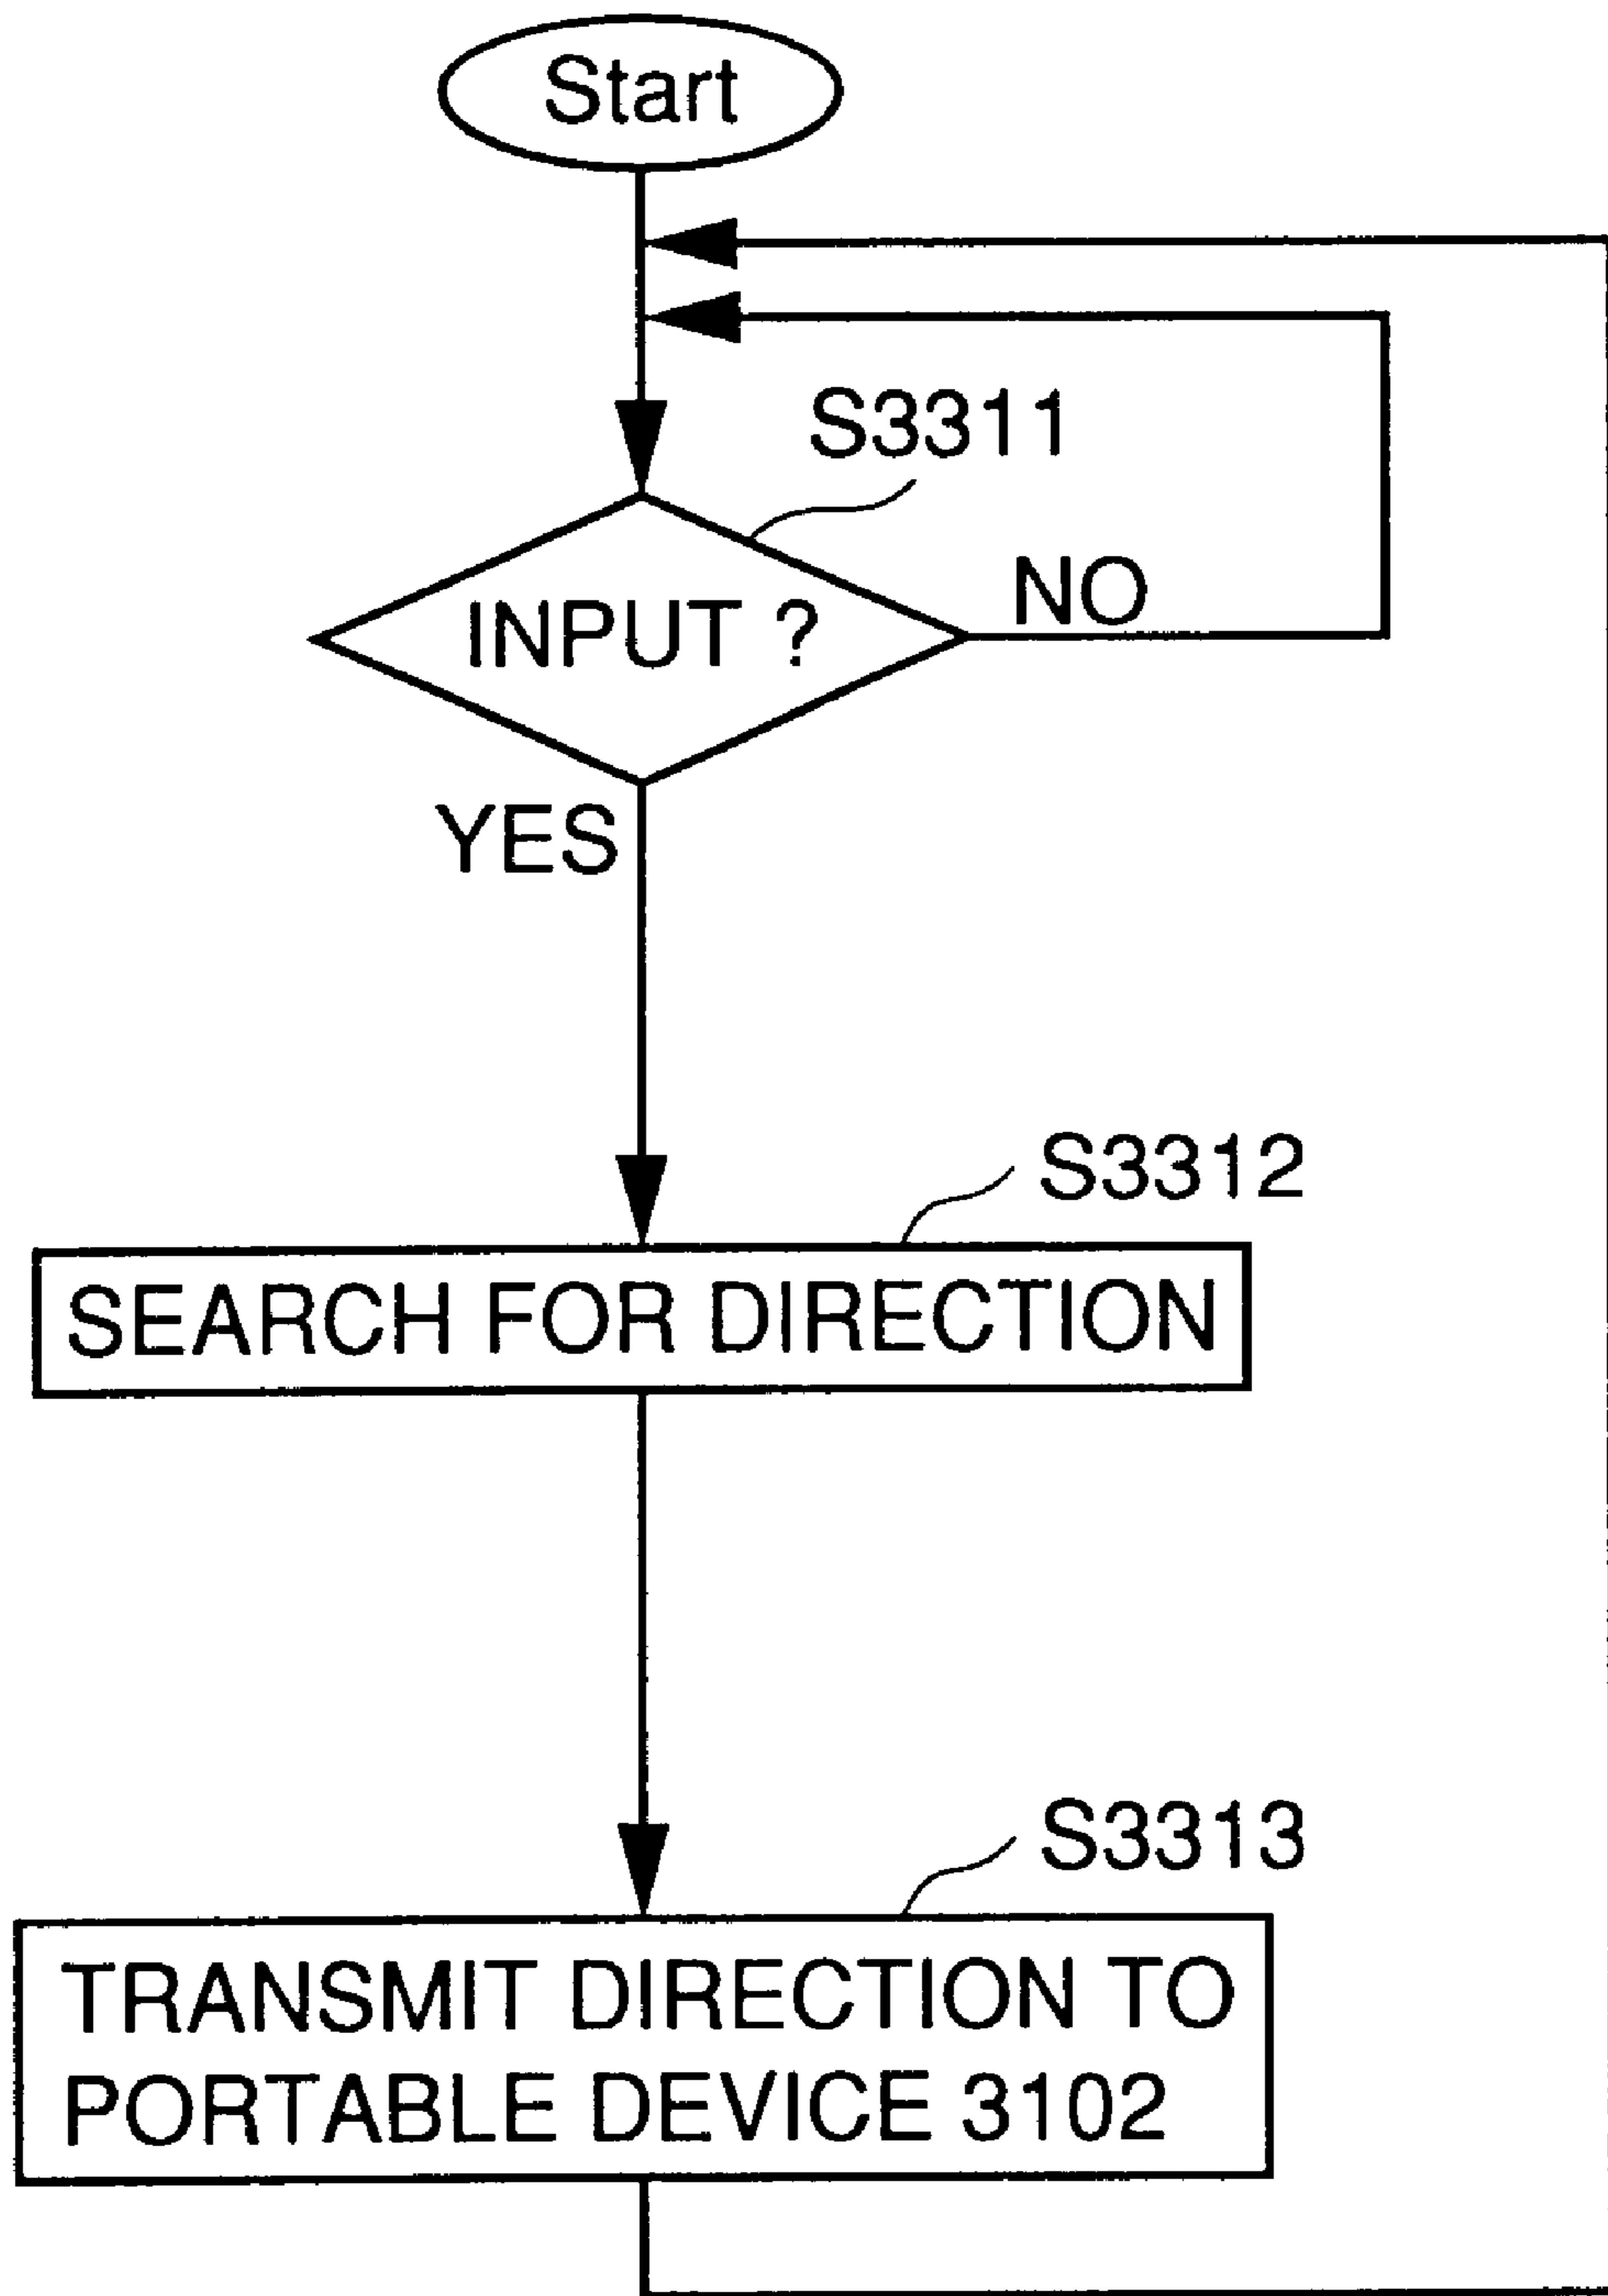 Start
S3311
INPUT ?
NO
YES
S3312
SEARCH FOR DIRECTION
S3313
TRANSMIT DIRECTION TO
PORTABLE DEVICE 3102